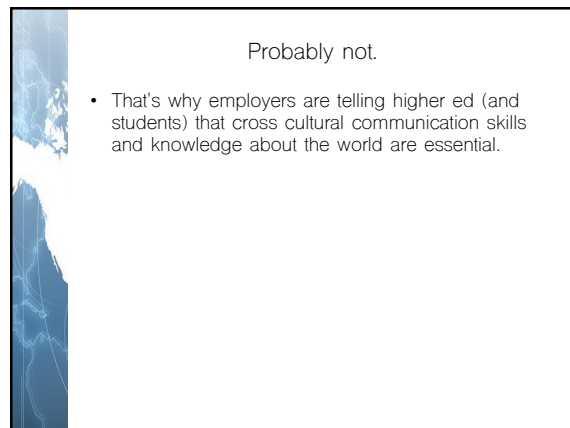 Probably not.
• That's why employers are telling higher ed (and
students) that cross cultural communication skills
and knowledge about the world are essential.